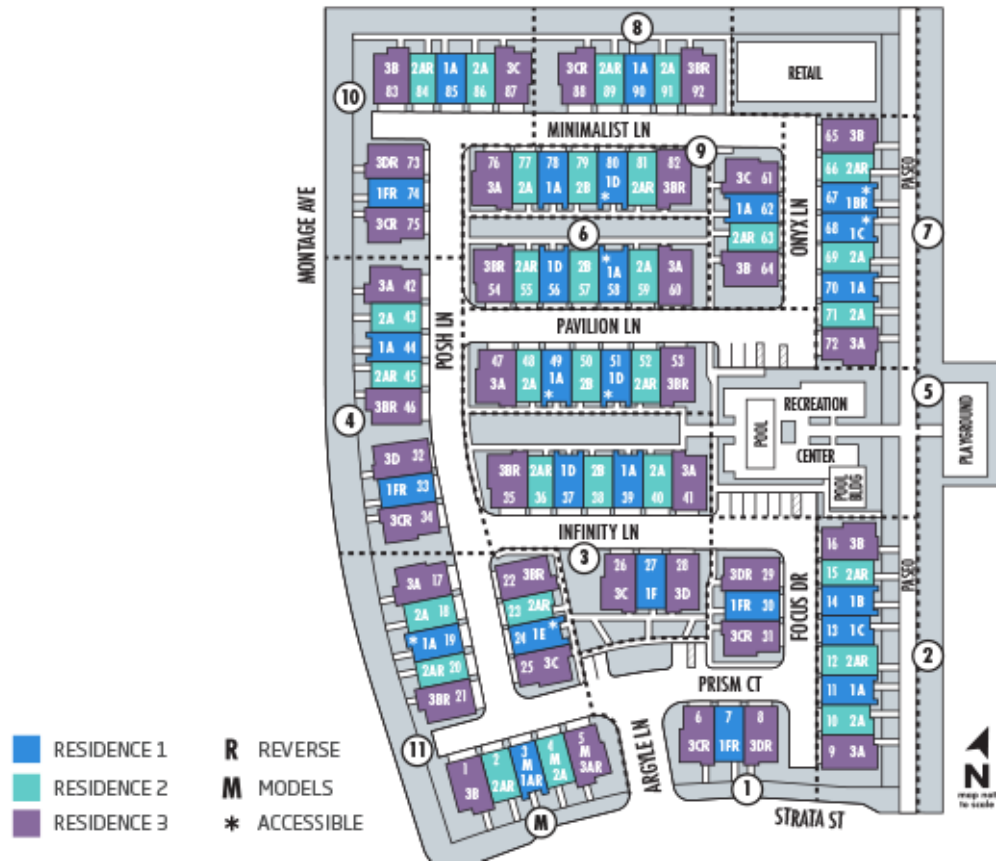 8
RETAIL
3B 2AR 1A 2A 3C
83 84 85 86 87
3CR 2AR 1A 2A 3BR
88 89 90 91 92
10
MINIMALIST LN
9
65 3B
66 2AR
67 1BR *
68 1C *
69 2A
70 1A
71 2A
72 3A
PASEO
7
3DR 73
1FR 74
3CR 75
76 77 78 79 80 81 82
3A 2A 1A 2B 1D * 2AR 3BR
3C 61
1A 62
2AR 63
3B 64
ONYX LN
MONTAGE AVE
6
3BR 2AR 1D 2B * 1A 2A 3A
54 55 56 57 58 59 60
3A 42
2A 43
1A 44
2AR 45
3BR 46
POSH LN
PAVILION LN
47 48 49 50 51 52 53
3A 2A 1A * 2B 1D * 2AR 3BR
4
5
RECREATION
CENTER
POOL
POOL
BLDG
PLAYGROUND
3D 32
1FR 33
3CR 34
3BR 2AR 1D 2B 1A 2A 3A
35 36 37 38 39 40 41
INFINITY LN
3
3A 17
2A 18
* 1A 19
2AR 20
3BR 21
22 3BR
23 2AR
24 1E *
25 3C
26 27 28
3C 1F 3D
3DR 29
1FR 30
3CR 31
FOCUS DR
16 3B
15 2AR
14 1B
13 1C
12 2AR
11 1A
10 2A
9 3A
PASEO
2
PRISM CT
6 7 8
3CR 1FR 3DR
1
ARGYLE LN
STRATA ST
11
1 2 3 4 5
M M M
3B 2AR 1AR 2A 3AR
M
RESIDENCE 1
RESIDENCE 2
RESIDENCE 3
R REVERSE
M MODELS
* ACCESSIBLE
N
map not
to scale